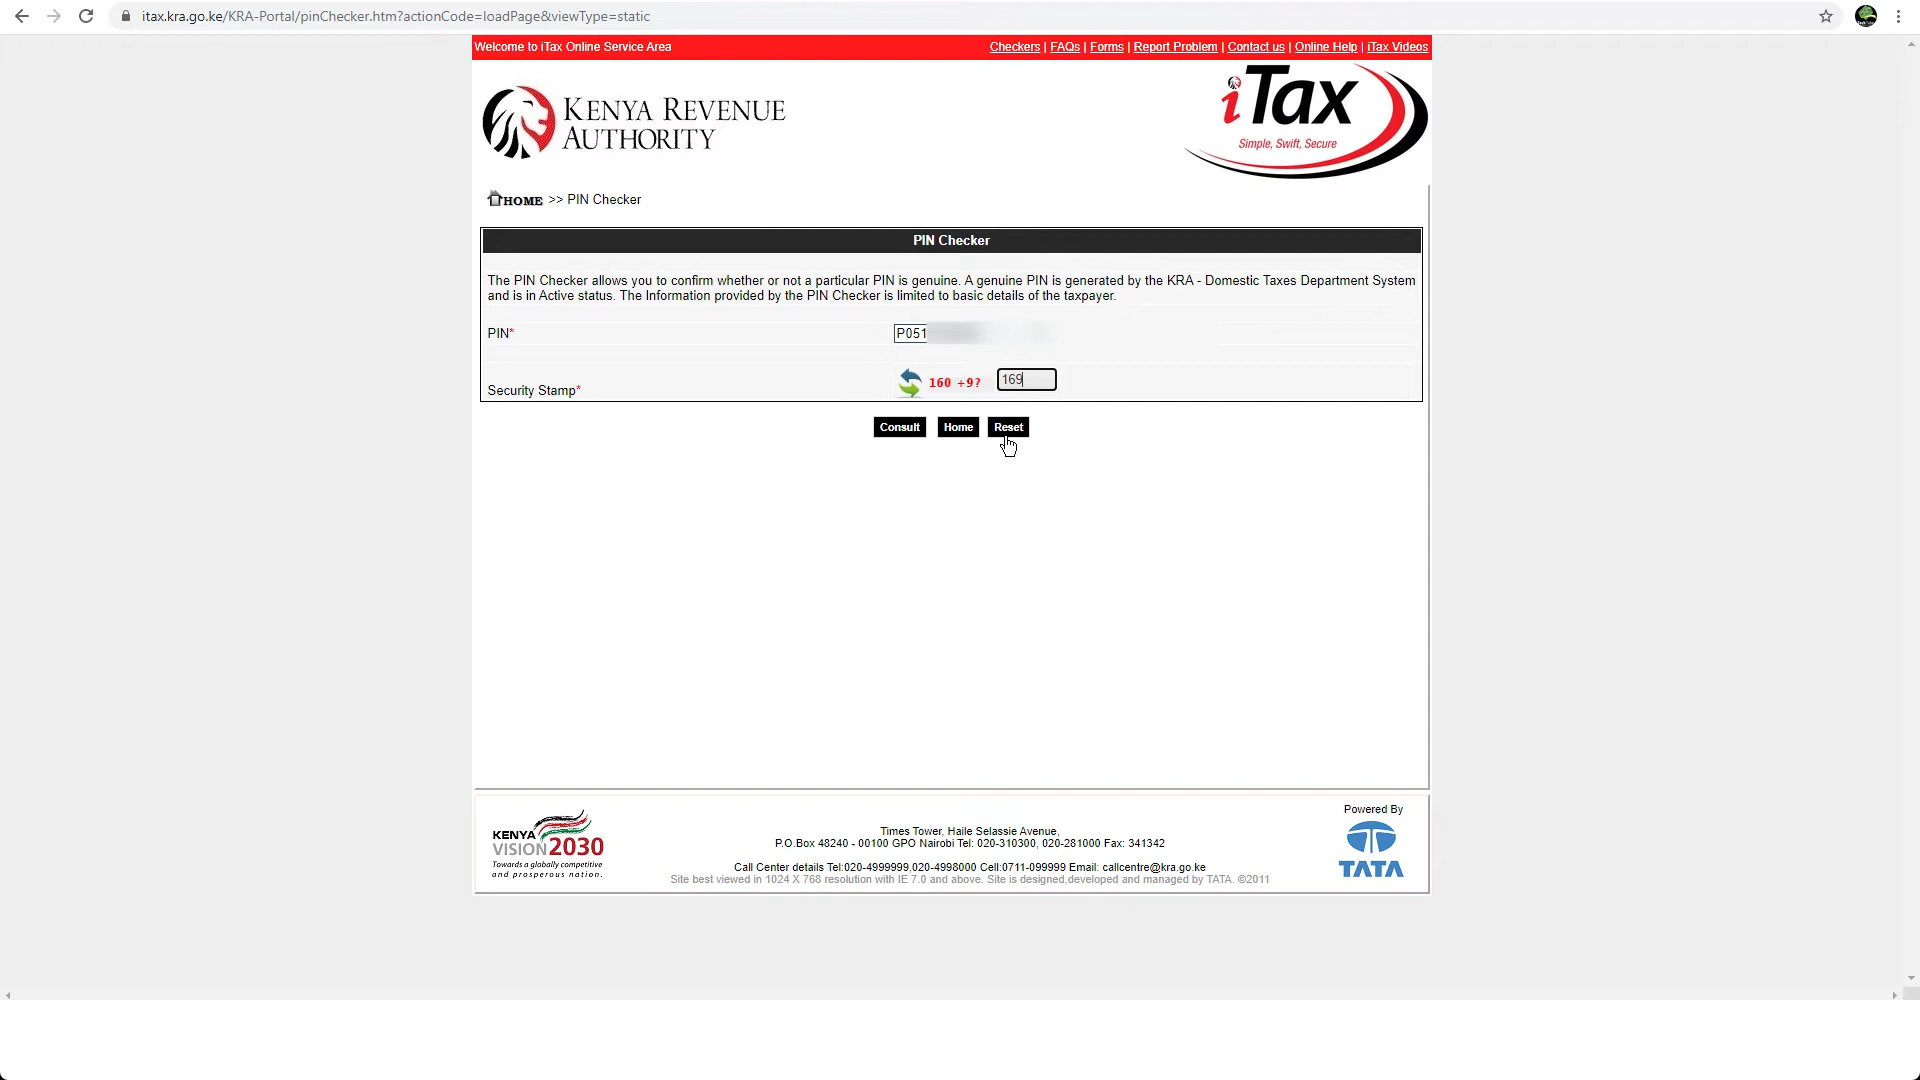 itax.kra.go.ke/KRA-Portal/pinChecker.htm?actionCode=loadPage&viewType=static
Welcome to iTax Online Service Area
Checkers | FAQs | Forms | Report Problem | Contact us | Online Help | iTax Videos
KENYA REVENUE
AUTHORITY
iTax
Simple, Swift, Secure
HOME >> PIN Checker
PIN Checker
The PIN Checker allows you to confirm whether or not a particular PIN is genuine. A genuine PIN is generated by the KRA - Domestic Taxes Department System
and is in Active status. The Information provided by the PIN Checker is limited to basic details of the taxpayer.
PIN*
P051
Security Stamp*
160 +9?
169
Consult
Home
Reset
KENYA
VISION 2030
Towards a globally competitive
and prosperous nation.
Times Tower, Haile Selassie Avenue,
P.O.Box 48240 - 00100 GPO Nairobi Tel: 020-310300, 020-281000 Fax: 341342
Call Center details Tel:020-4999999,020-4998000 Cell:0711-099999 Email: callcentre@kra.go.ke
Site best viewed in 1024 X 768 resolution with IE 7.0 and above. Site is designed,developed and managed by TATA. ©2011
Powered By
TATA